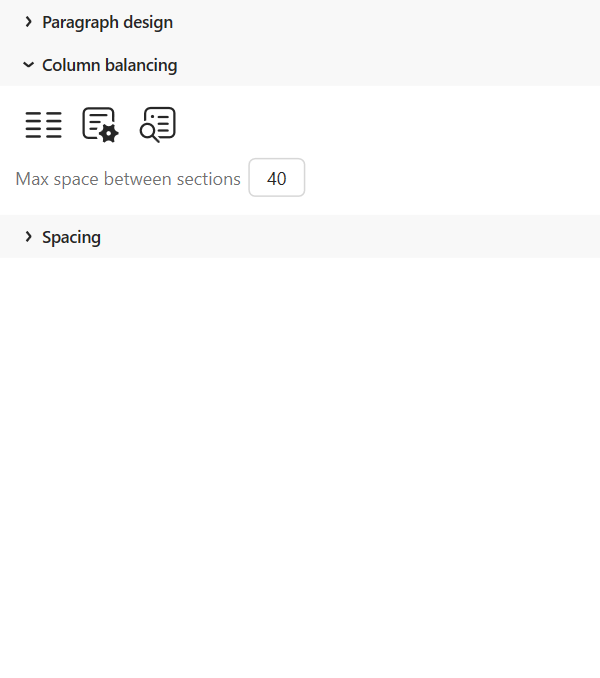 Paragraph design
Column balancing
Max space between sections 40
Spacing